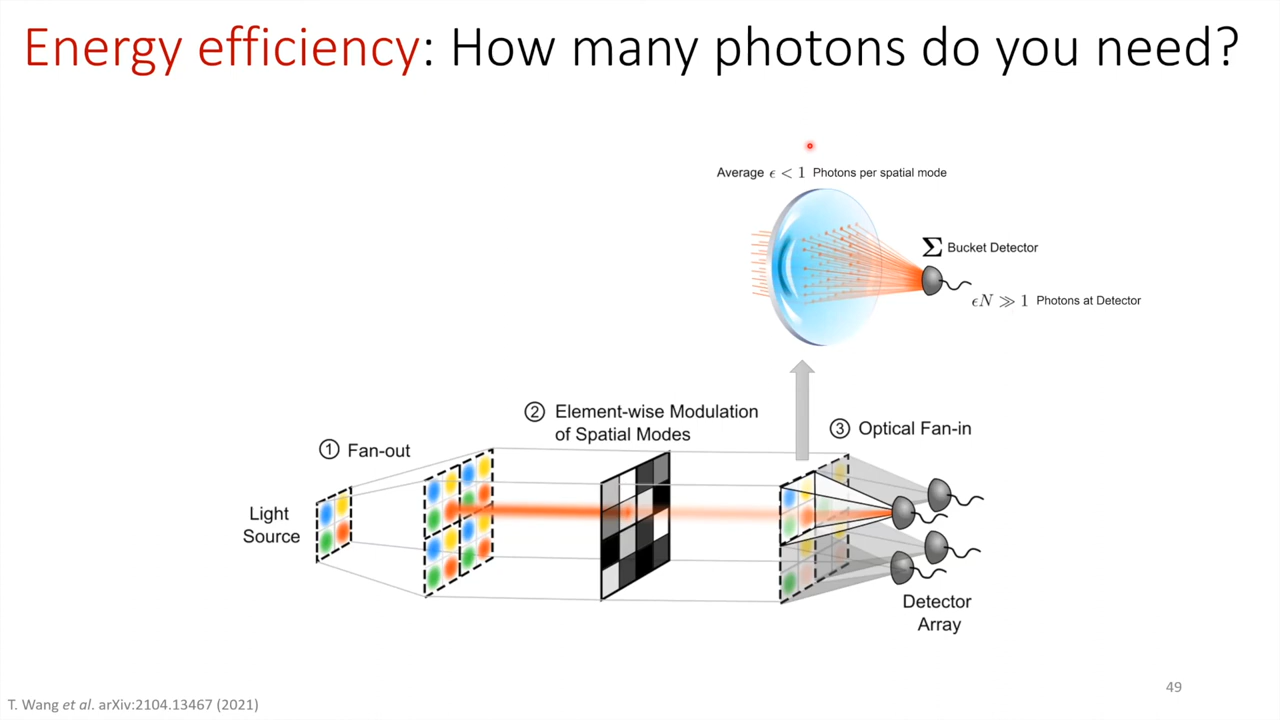 Energy efficiency: How many photons do you need?
Average ϵ < 1 Photons per spatial mode
Σ Bucket Detector
ϵN ≫ 1 Photons at Detector
② Element-wise Modulation
of Spatial Modes
③ Optical Fan-in
① Fan-out
Light
Source
Detector
Array
49
T. Wang et al. arXiv:2104.13467 (2021)